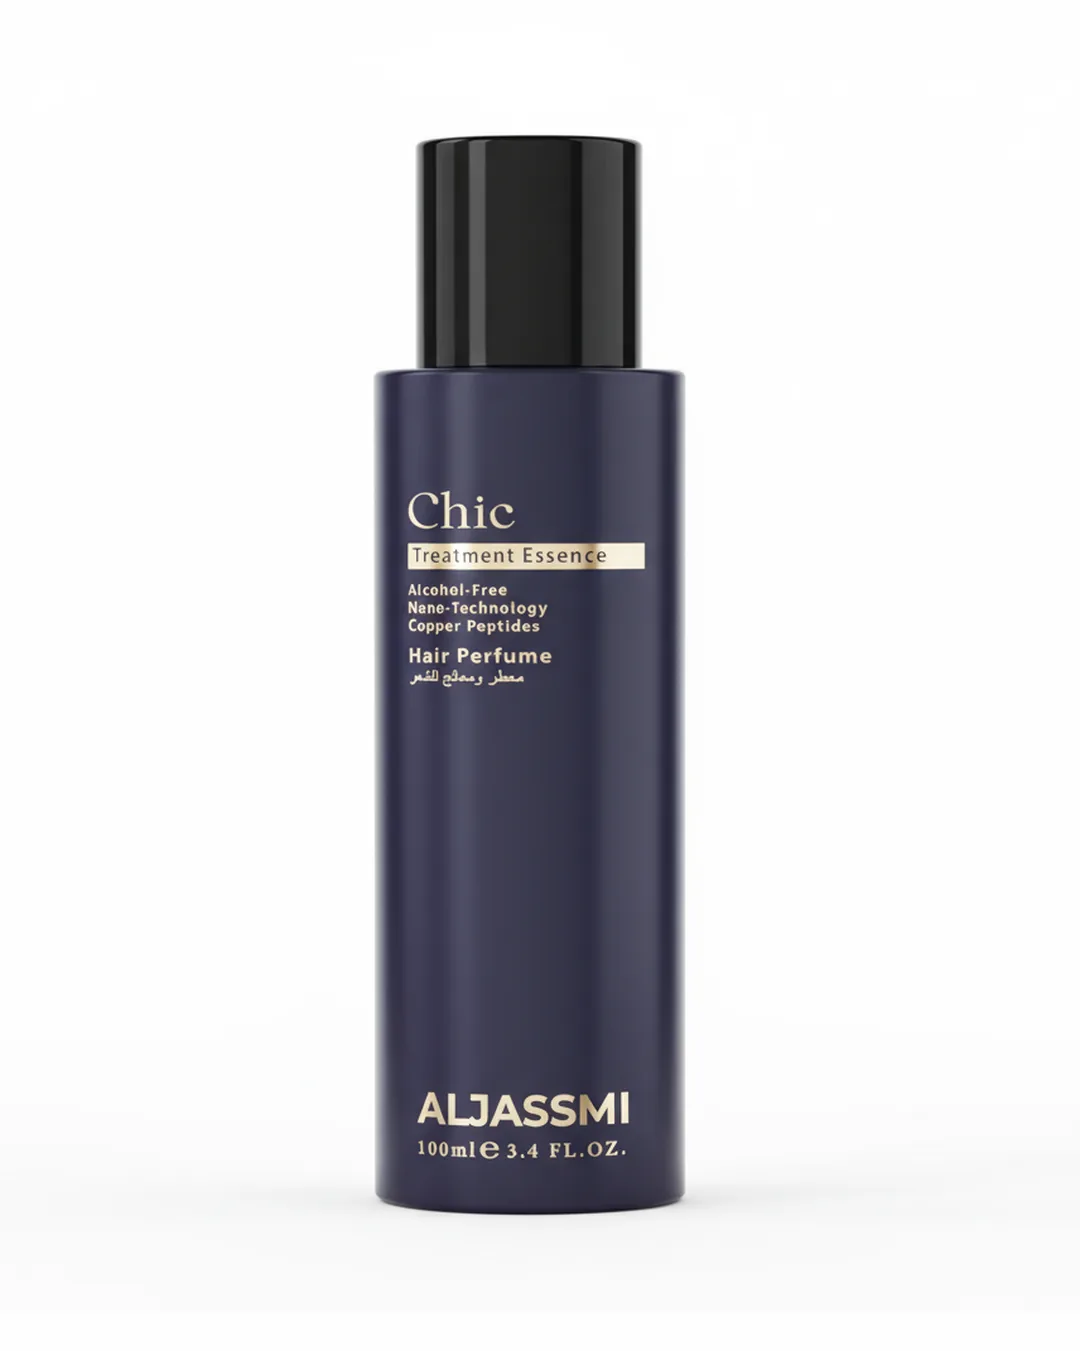 Chic
Treatment Essence
Alcohol-Free
Nane-Technology
Copper Peptides
Hair Perfume
معطر ومعالج للشعر
ALJASSMI
100ml e 3.4 FL.OZ.